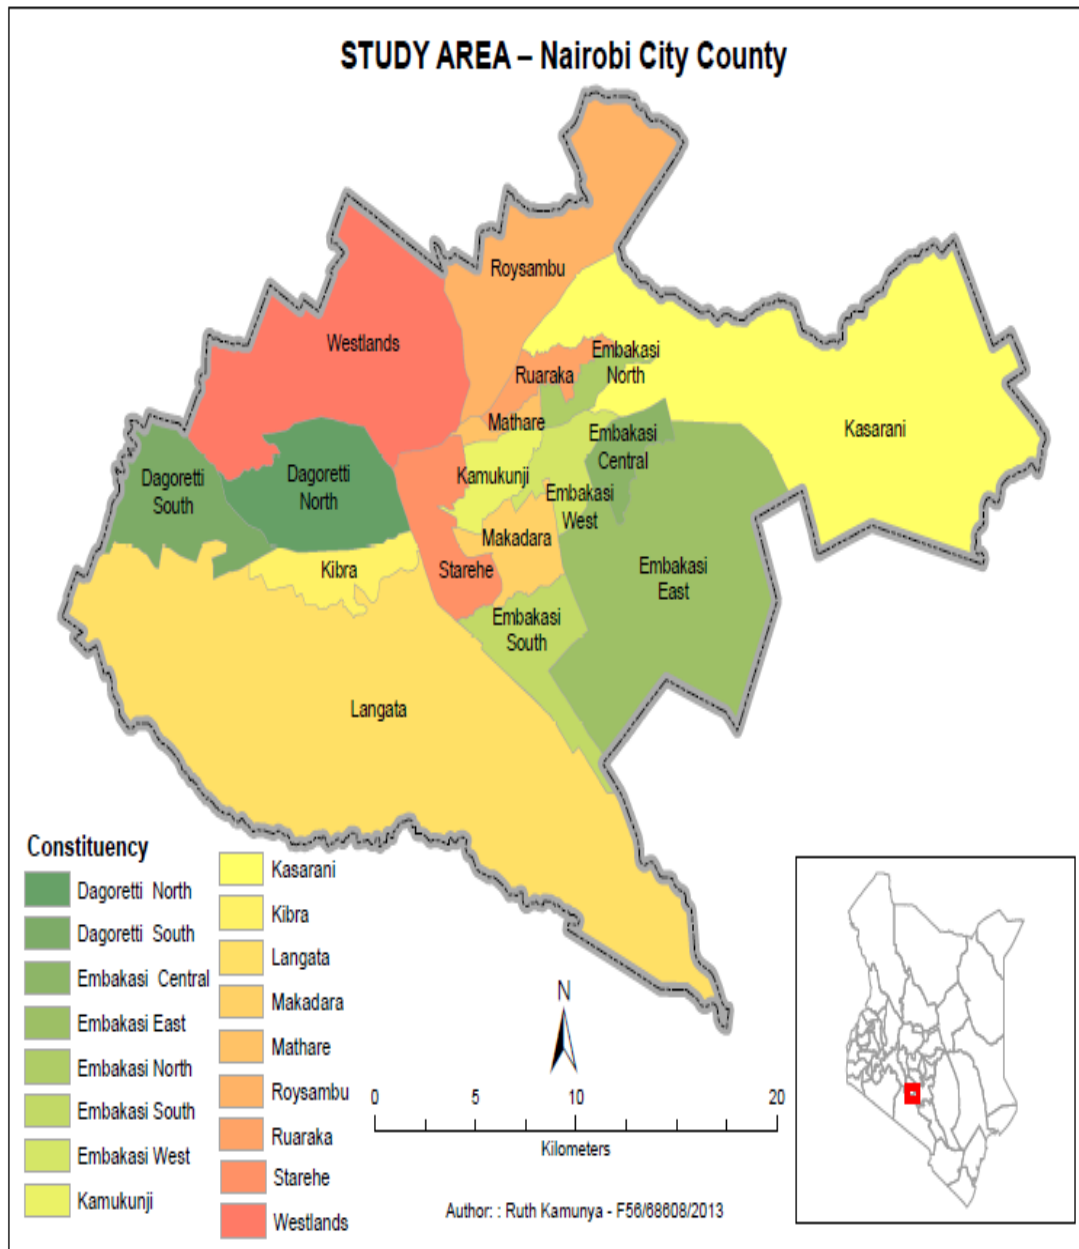 STUDY AREA – Nairobi City County
Roysambu
Westlands
Ruaraka
Embakasi
North
Mathare
Kasarani
Embakasi
Central
Dagoretti
South
Dagoretti
North
Kamukunji
Embakasi
West
Makadara
Kibra
Starehe
Embakasi
East
Embakasi
South
Langata
Constituency
Dagoretti North
Dagoretti South
Embakasi Central
Embakasi East
Embakasi North
Embakasi South
Embakasi West
Kamukunji
Kasarani
Kibra
Langata
Makadara
Mathare
Roysambu
Ruaraka
Starehe
Westlands
N
0 5 10 20
Kilometers
Author: : Ruth Kamunya - F56/68608/2013